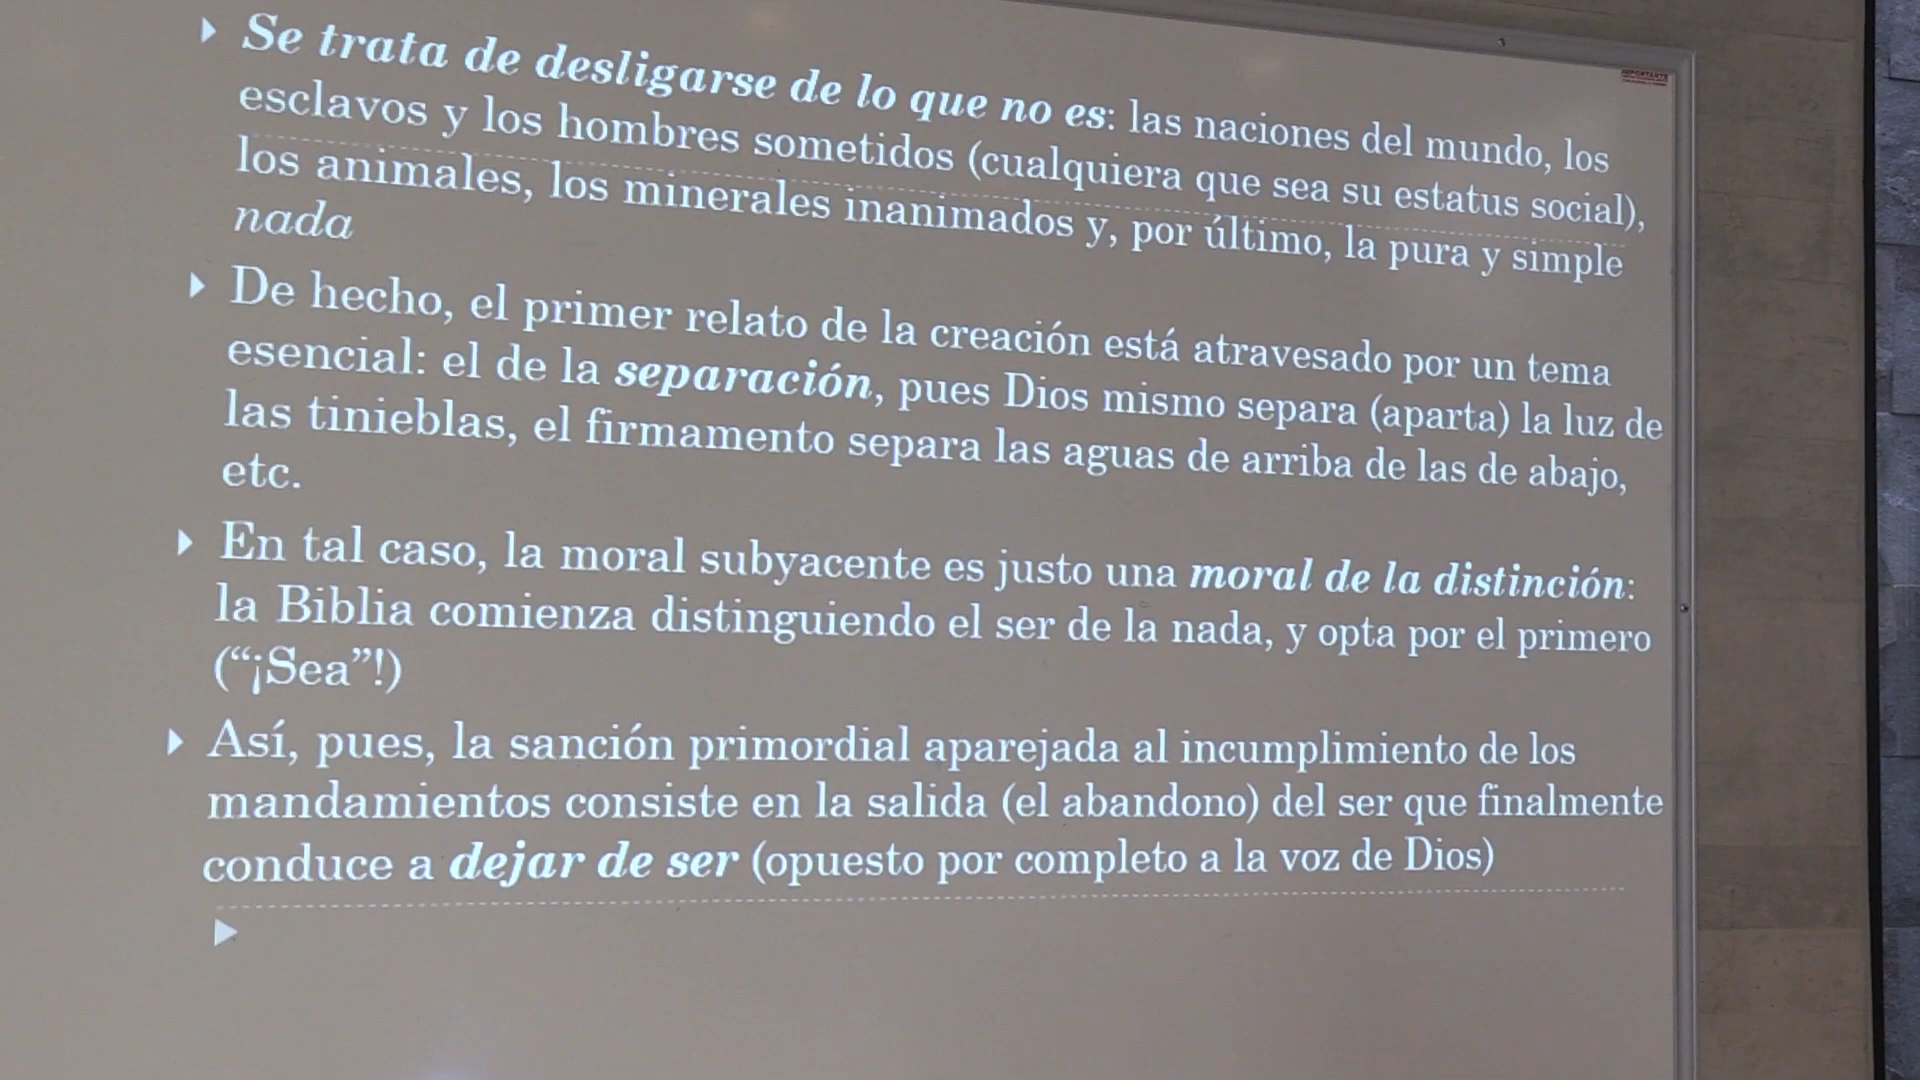 Se trata de desligarse de lo que no es: las naciones del mundo, los
esclavos y los hombres sometidos (cualquiera que sea su estatus social),
los animales, los minerales inanimados y, por último, la pura y simple
nada
De hecho, el primer relato de la creación está atravesado por un tema
esencial: el de la separación, pues Dios mismo separa (aparta) la luz de
las tinieblas, el firmamento separa las aguas de arriba de las de abajo,
etc.
En tal caso, la moral subyacente es justo una moral de la distinción:
la Biblia comienza distinguiendo el ser de la nada, y opta por el primero
(“¡Sea”!)
Así, pues, la sanción primordial aparejada al incumplimiento de los
mandamientos consiste en la salida (el abandono) del ser que finalmente
conduce a dejar de ser (opuesto por completo a la voz de Dios)
IMPORTANTE